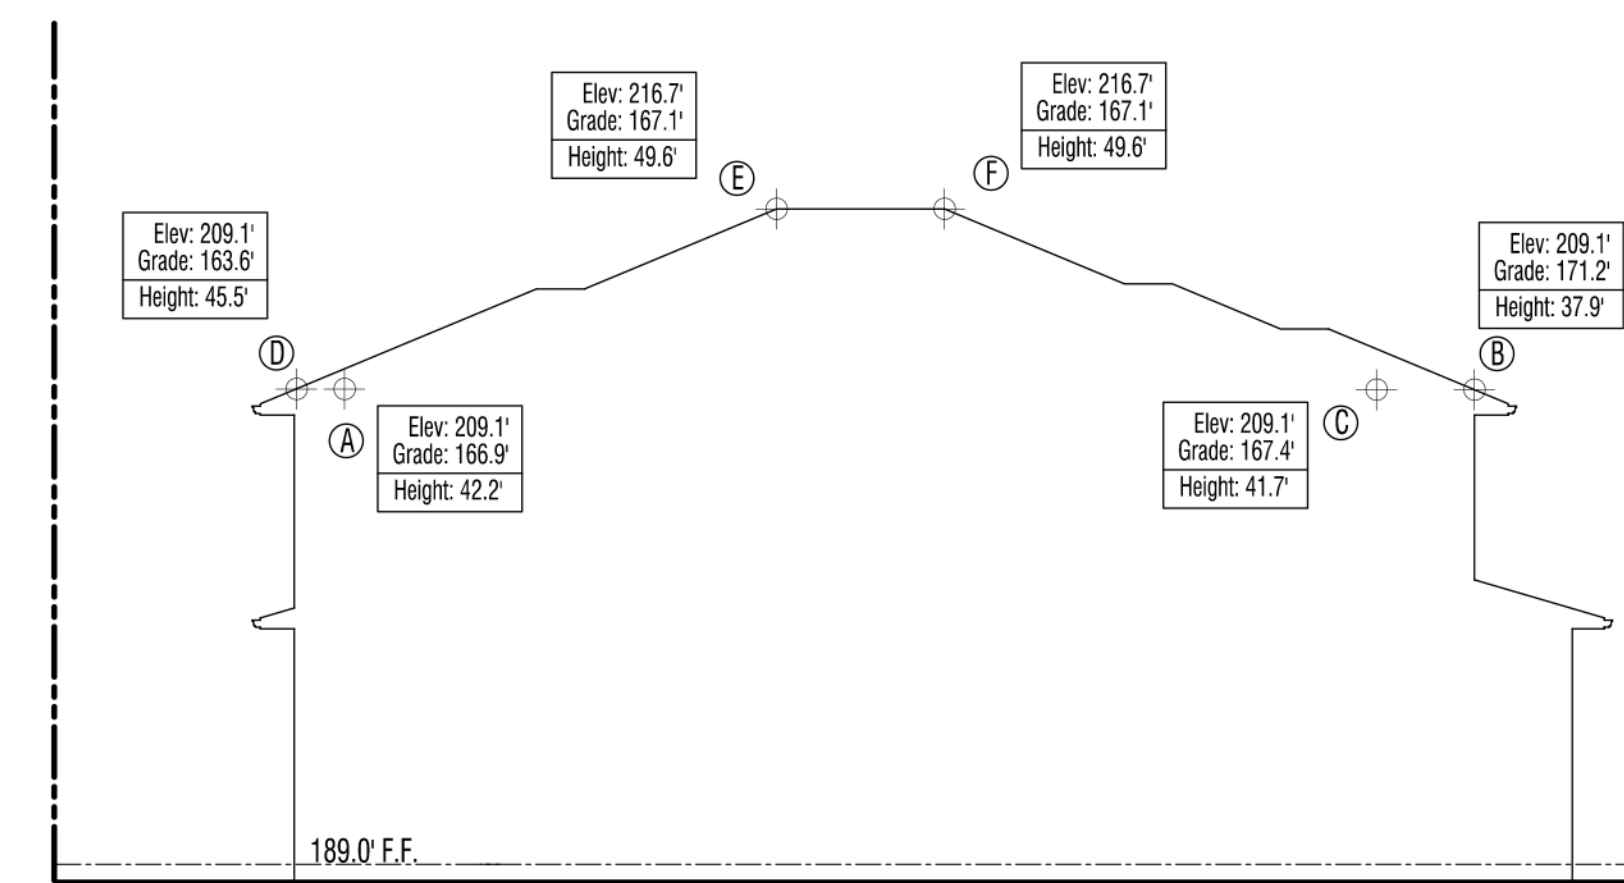 Elev: 216.7'
Grade: 167.1'
Height: 49.6'
E
Elev: 216.7'
Grade: 167.1'
Height: 49.6'
F
Elev: 209.1'
Grade: 163.6'
Height: 45.5'
D
Elev: 209.1'
Grade: 171.2'
Height: 37.9'
B
A
Elev: 209.1'
Grade: 166.9'
Height: 42.2'
C
Elev: 209.1'
Grade: 167.4'
Height: 41.7'
189.0' F.F.